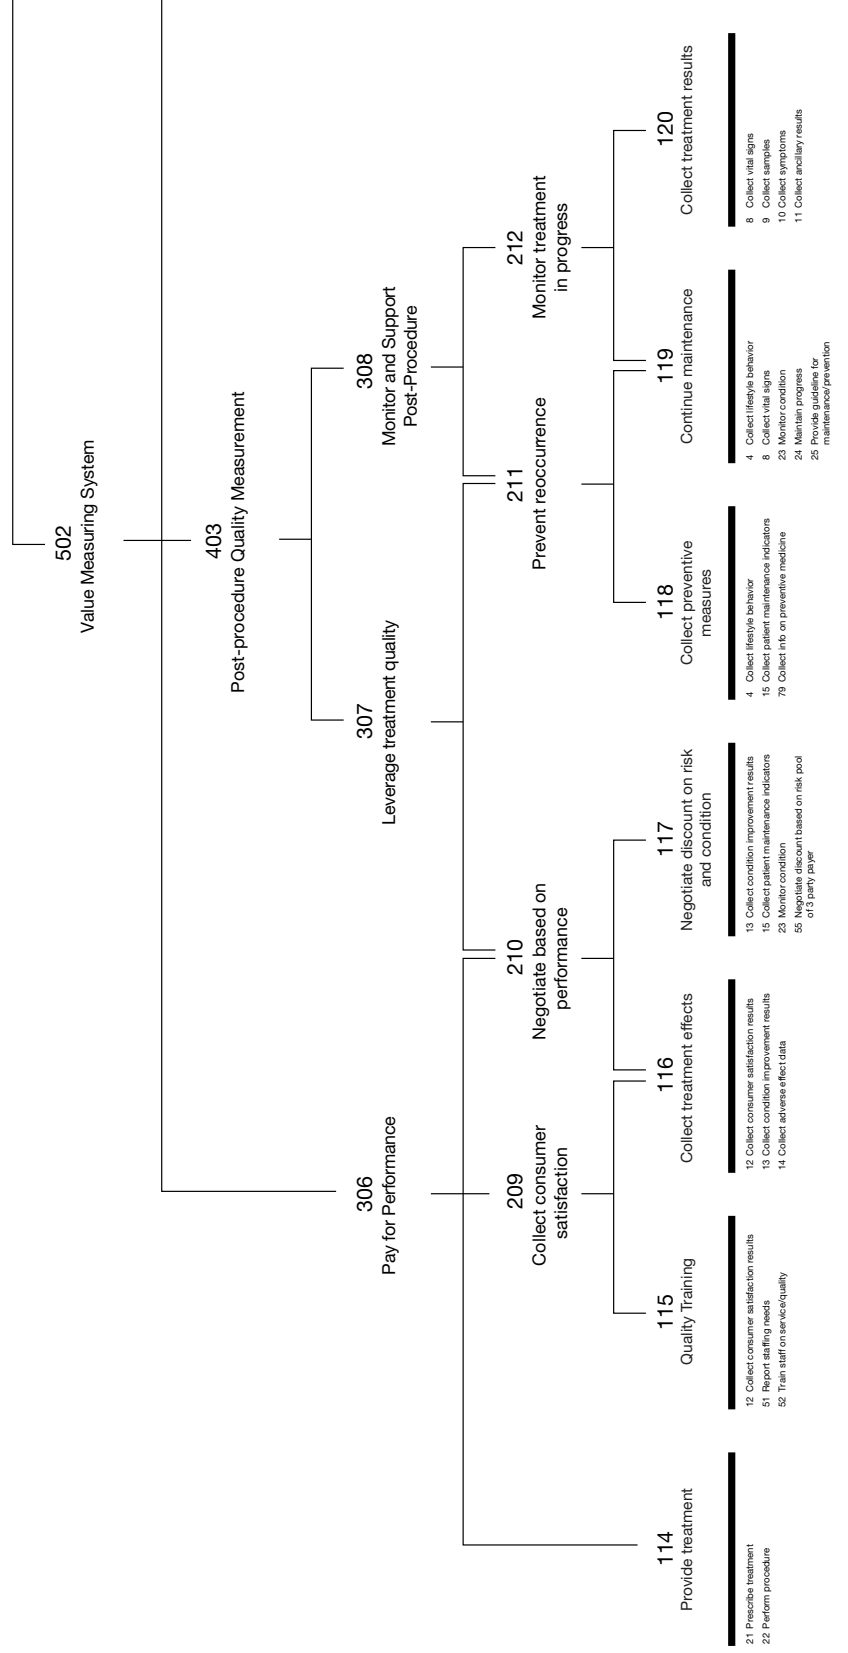 502
Value Measuring System
403
Post-procedure Quality Measurement
306
Pay for Performance
307
Leverage treatment quality
308
Monitor and Support
Post-Procedure
209
Collect consumer
satisfaction
210
Negotiate based on
performance
211
Prevent reoccurrence
212
Monitor treatment
in progress
114
Provide treatment
21 Prescribe treatment
22 Perform procedure
115
Quality Training
12 Collect consumer satisfaction results
51 Report staffing needs
52 Train staff on service/quality
116
Collect treatment effects
12 Collect consumer satisfaction results
13 Collect condition improvement results
14 Collect adverse effect data
117
Negotiate discount on risk
and condition
13 Collect condition improvement results
15 Collect patient maintenance indicators
23 Monitor condition
55 Negotiate discount based on risk pool
of 3 party payer
118
Collect preventive
measures
4 Collect lifestyle behavior
15 Collect patient maintenance indicators
79 Collect info on preventive medicine
119
Continue maintenance
4 Collect lifestyle behavior
8 Collect vital signs
23 Monitor condition
24 Maintain progress
25 Provide guideline for
maintenance/prevention
120
Collect treatment results
8 Collect vital signs
9 Collect samples
10 Collect symptoms
11 Collect ancillary results